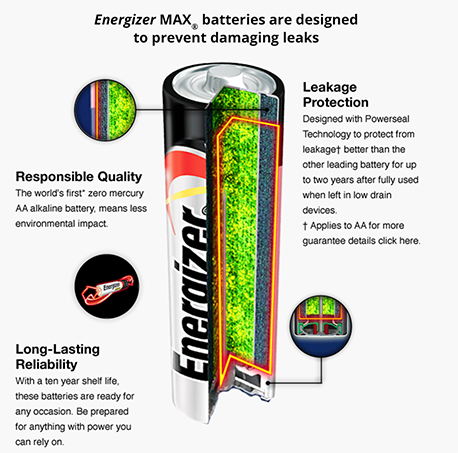 Energizer MAX® batteries are designed
to prevent damaging leaks
Leakage
Protection
Designed with Powerseal
Technology to protect from
leakage† better than the
other leading battery for up
to two years after fully used
when left in low drain
devices.
† Applies to AA for more
guarantee details click here.
Responsible Quality
The world's first* zero mercury
AA alkaline battery, means less
environmental impact.
Energizer
Energizer
Long-Lasting
Reliability
With a ten year shelf life,
these batteries are ready for
any occasion. Be prepared
for anything with power you
can rely on.